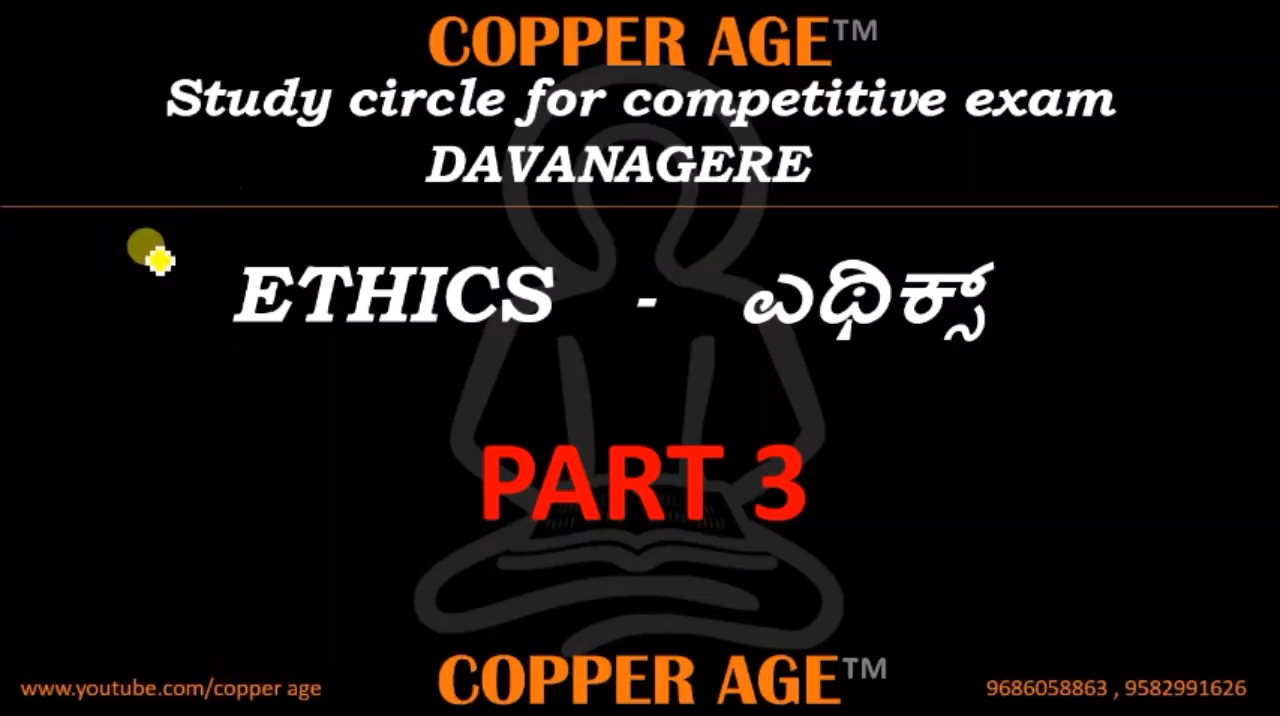 COPPER AGE™
Study circle for competitive exam
DAVANAGERE
ETHICS - ಎಥಿಕ್ಸ್
PART 3
COPPER AGE™
www.youtube.com/copper age
9686058863 , 9582991626